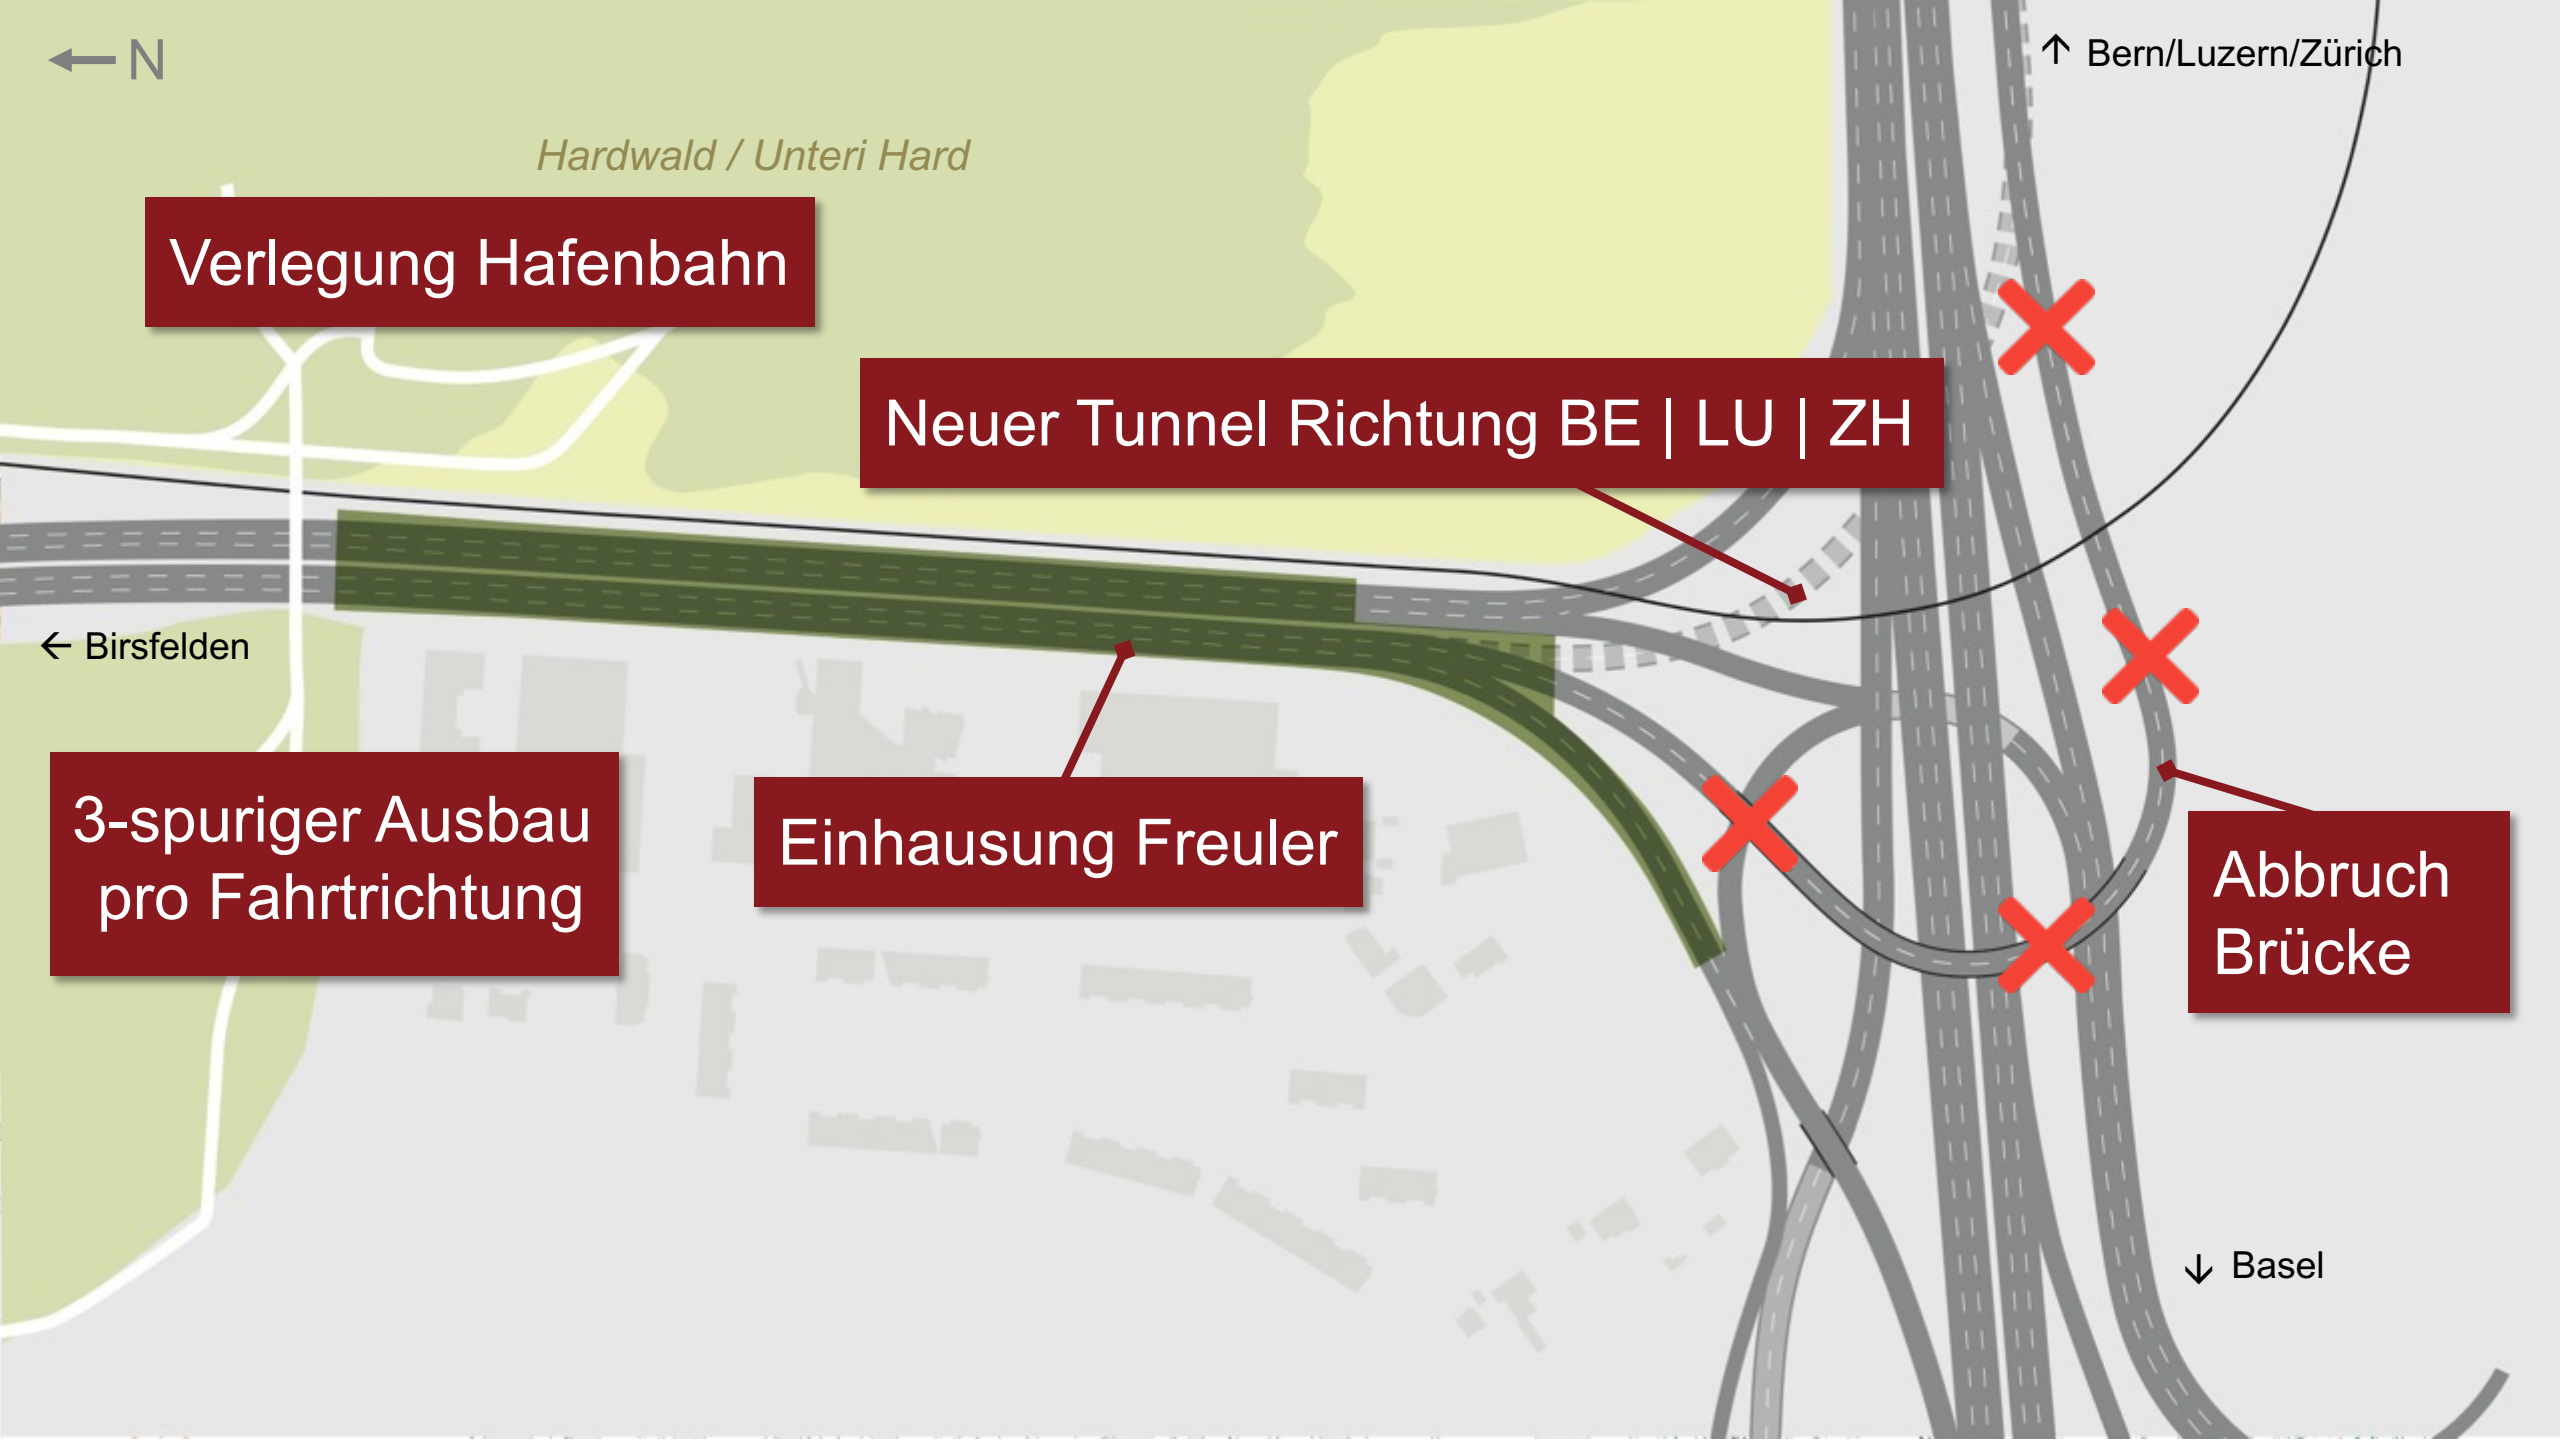 ← N
↑ Bern/Luzern/Zürich
Hardwald / Unteri Hard
Verlegung Hafenbahn
Neuer Tunnel Richtung BE | LU | ZH
← Birsfelden
3-spuriger Ausbau
pro Fahrtrichtung
Einhausung Freuler
Abbruch
Brücke
↓ Basel